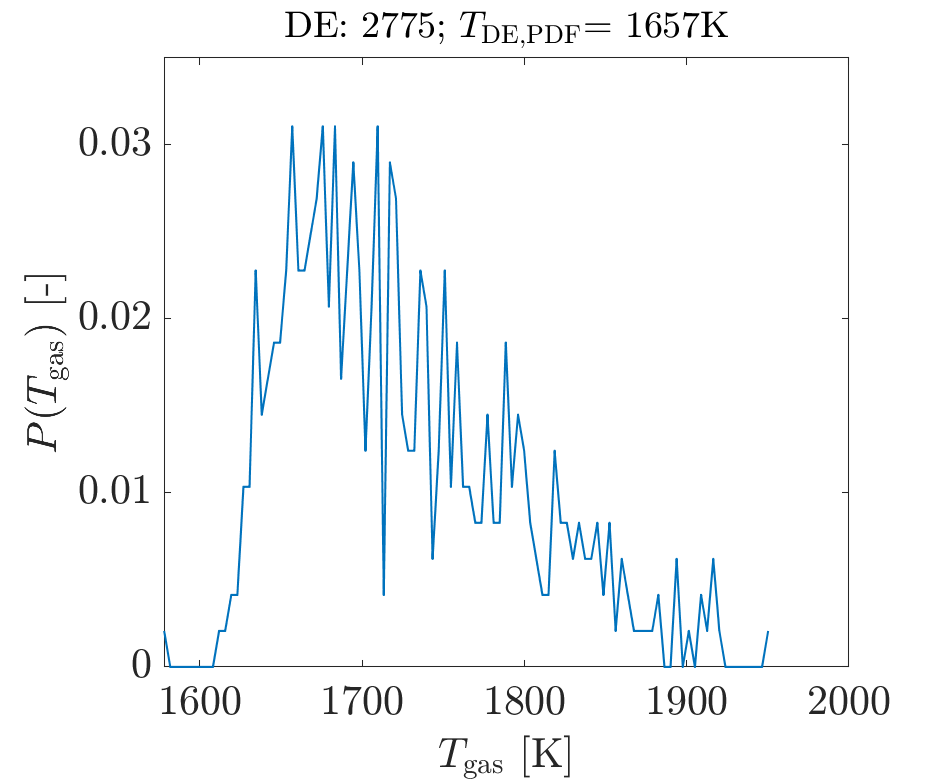 DE: 2775; T_DE,PDF= 1657K
P(T_gas) [-]
0.03
0.02
0.01
0
1600 1700 1800 1900 2000
T_gas [K]